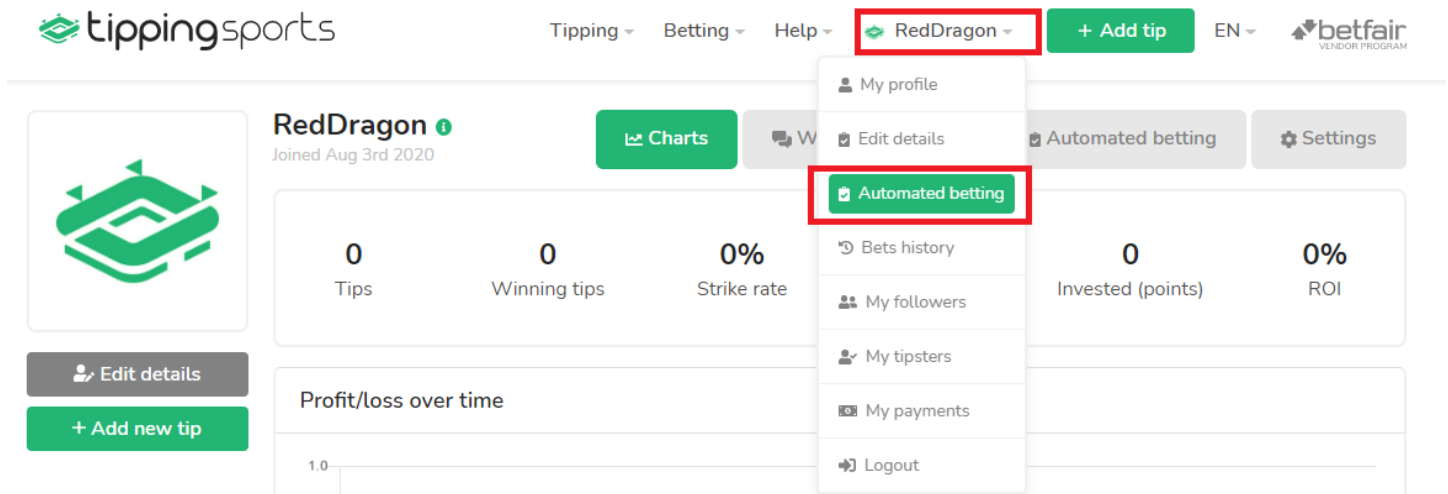 tippingsports
Tipping
Betting
Help
RedDragon
+ Add tip
EN
betfair
VENDOR PROGRAM
My profile
Edit details
Automated betting
Bets history
My followers
My tipsters
My payments
Logout
RedDragon
Joined Aug 3rd 2020
Charts
W
Automated betting
Settings
0
Tips
0
Winning tips
0%
Strike rate
0
Invested (points)
0%
ROI
Edit details
+ Add new tip
Profit/loss over time
1.0